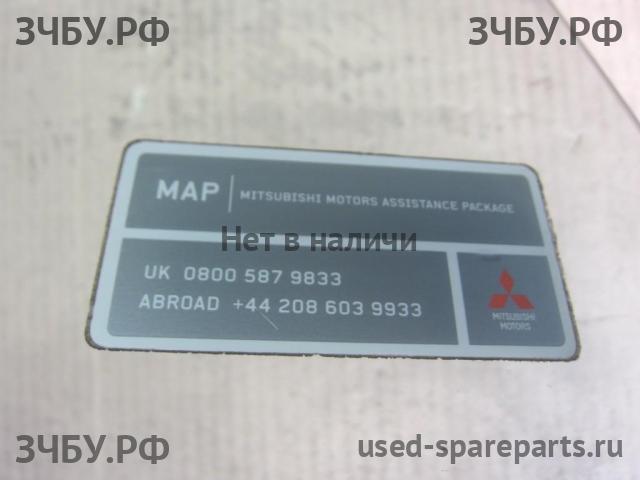 ЗЧБУ.РФ ЗЧБУ.РФ
MAP MITSUBISHI MOTORS ASSISTANCE PACKAGE
Нет в наличи
UK 0800 587 9833
ABROAD +44 208 603 9933
MITSUBISHI
MOTORS
ЗЧБУ.РФ used-spareparts.ru